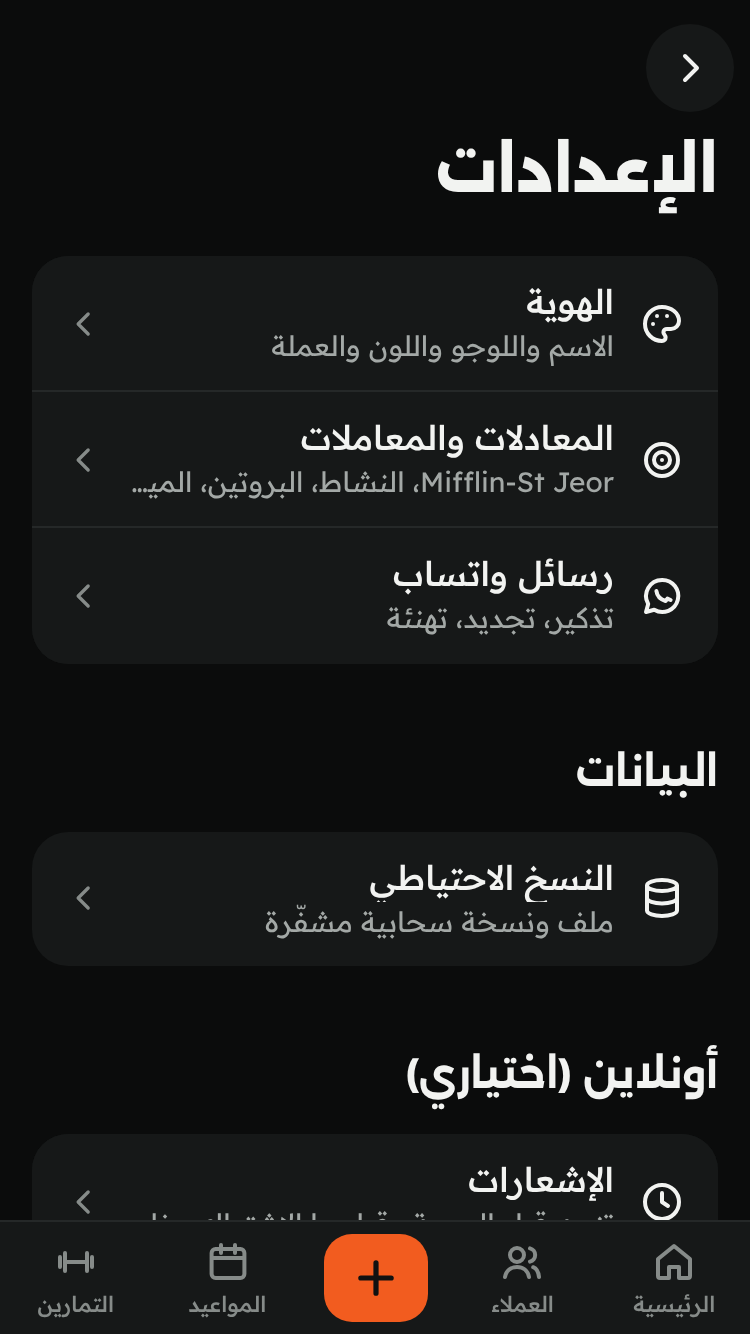 الإعدادات
الهوية
الاسم واللوجو واللون والعملة
المعادلات والمعاملات
Mifflin-St Jeor، النشاط، البروتين، الميـ...
رسائل واتساب
تذكير، تجديد، تهنئة
البيانات
النسخ الاحتياطي
ملف ونسخة سحابية مشفّرة
أونلاين (اختياري)
الإشعارات
الرئيسية
العملاء
المواعيد
التمارين